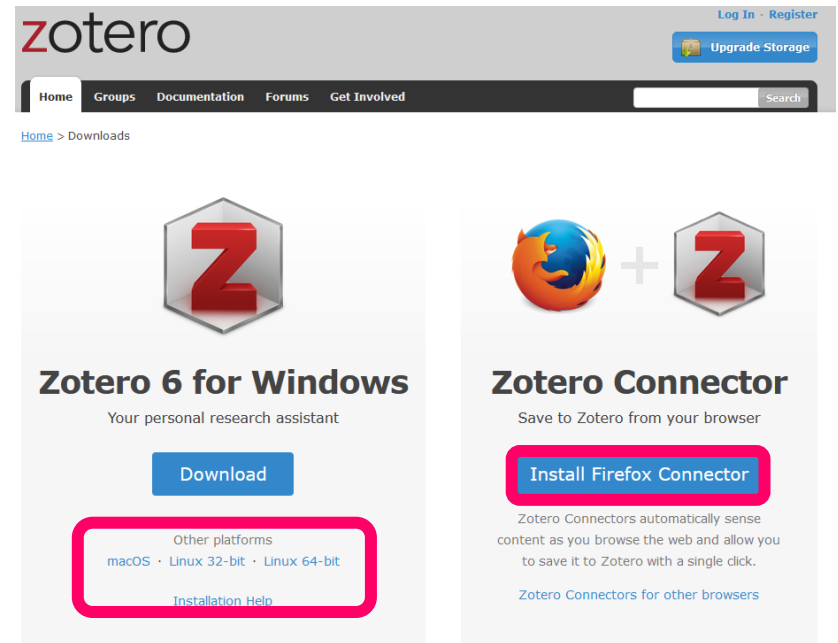 zotero
Log In · Register
Upgrade Storage
Home Groups Documentation Forums Get Involved
Search
Home > Downloads
Zotero 6 for Windows
Your personal research assistant
Download
Other platforms
macOS · Linux 32-bit · Linux 64-bit
Installation Help
Zotero Connector
Save to Zotero from your browser
Install Firefox Connector
Zotero Connectors automatically sense
content as you browse the web and allow you
to save it to Zotero with a single click.
Zotero Connectors for other browsers